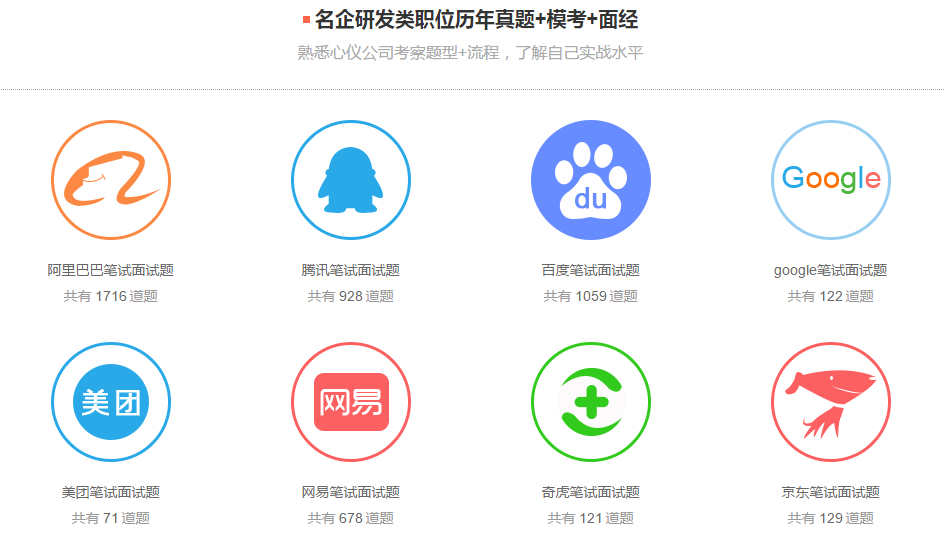 名企研发类职位历年真题+模考+面经
熟悉心仪公司考察题型+流程，了解自己实战水平
du
Google
阿里巴巴笔试面试题
腾讯笔试面试题
百度笔试面试题
google笔试面试题
共有 1716 道题
共有 928 道题
共有 1059 道题
共有 122 道题
美团
网易
美团笔试面试题
网易笔试面试题
奇虎笔试面试题
京东笔试面试题
共有 71 道题
共有 678 道题
共有 121 道题
共有 129 道题